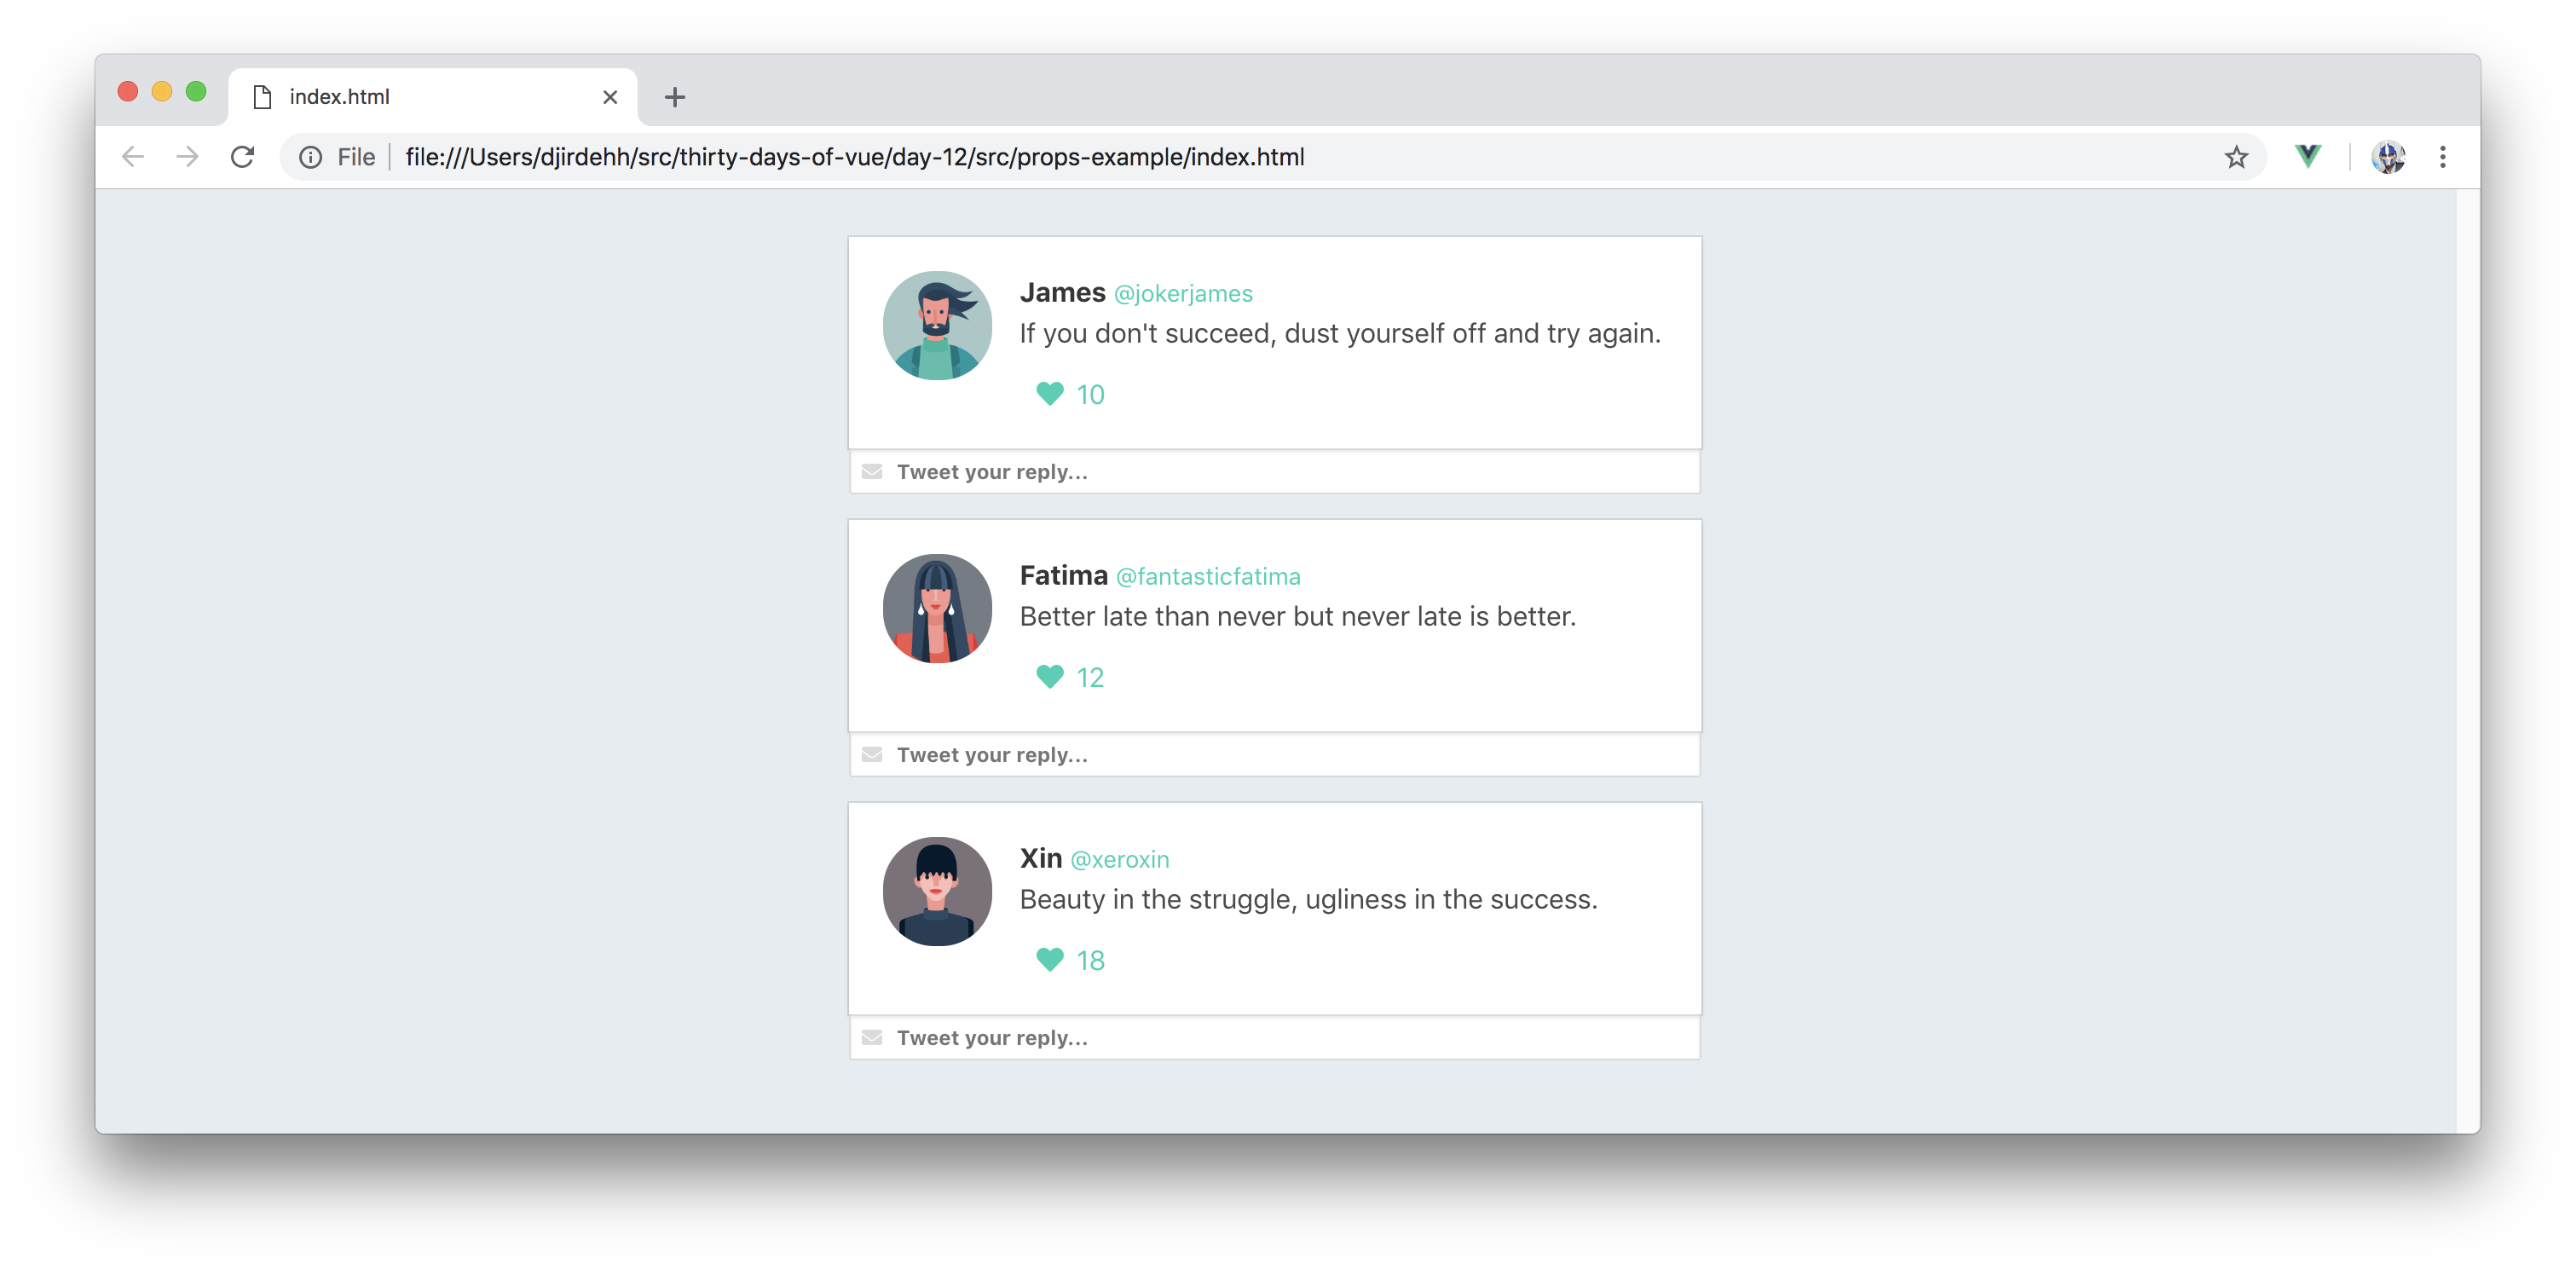 index.html
File file:///Users/djirdehh/src/thirty-days-of-vue/day-12/src/props-example/index.html
James @jokerjames
If you don't succeed, dust yourself off and try again.
10
Tweet your reply...
Fatima @fantasticfatima
Better late than never but never late is better.
12
Tweet your reply...
Xin @xeroxin
Beauty in the struggle, ugliness in the success.
18
Tweet your reply...